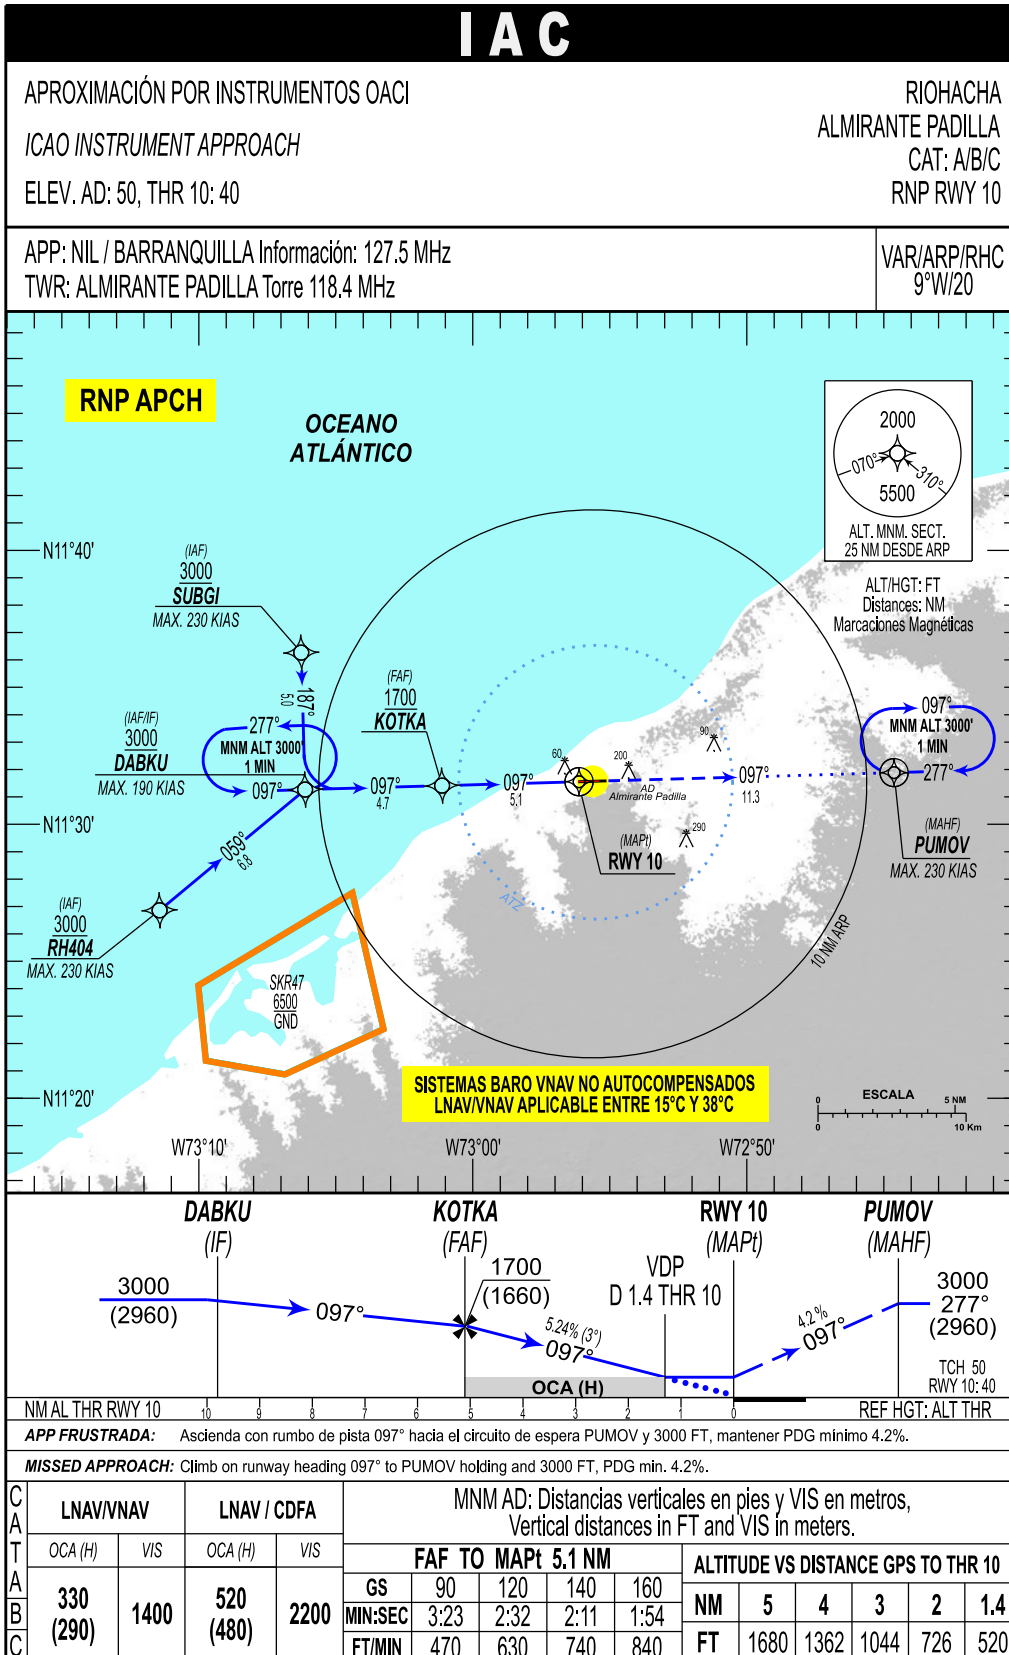 IAC
APROXIMACIÓN POR INSTRUMENTOS OACI
ICAO INSTRUMENT APPROACH
ELEV. AD: 50, THR 10: 40
RIOHACHA
ALMIRANTE PADILLA
CAT: A/B/C
RNP RWY 10
APP: NIL / BARRANQUILLA Información: 127.5 MHz
TWR: ALMIRANTE PADILLA Torre 118.4 MHz
VAR/ARP/RHC
9°W/20
RNP APCH
OCEANO
ATLÁNTICO
2000
070°
310°
5500
ALT. MNM. SECT.
25 NM DESDE ARP
ALT/HGT: FT
Distances: NM
Marcaciones Magnéticas
N11°40'
(IAF)
3000
SUBGI
MAX. 230 KIAS
187°
5.0
(FAF)
1700
KOTKA
(IAF/IF)
3000
DABKU
MAX. 190 KIAS
277°
MNM ALT 3000'
1 MIN
097°
097°
4.7
097°
5.1
60
200
90
290
AD
Almirante Padilla
097°
11.3
097°
MNM ALT 3000'
1 MIN
277°
(MAHF)
PUMOV
MAX. 230 KIAS
(MAPt)
RWY 10
N11°30'
059°
6.8
(IAF)
3000
RH404
MAX. 230 KIAS
ATZ
10 NM ARP
SKR47
6500
GND
SISTEMAS BARO VNAV NO AUTOCOMPENSADOS
LNAV/VNAV APLICABLE ENTRE 15°C Y 38°C
N11°20'
ESCALA
0 5 NM
0 10 Km
W73°10' W73°00' W72°50'
DABKU
(IF)
KOTKA
(FAF)
RWY 10
(MAPt)
PUMOV
(MAHF)
3000
(2960)
097°
1700
(1660)
5.24% (3°)
097°
VDP
D 1.4 THR 10
4.2%
097°
3000
277°
(2960)
OCA (H)
TCH 50
RWY 10: 40
NM AL THR RWY 10 10 9 8 7 6 5 4 3 2 1 0 REF HGT: ALT THR
APP FRUSTRADA: Ascienda con rumbo de pista 097° hacia el circuito de espera PUMOV y 3000 FT, mantener PDG mínimo 4.2%.
MISSED APPROACH: Climb on runway heading 097° to PUMOV holding and 3000 FT, PDG min. 4.2%.
CAT
A
B
C
LNAV/VNAV LNAV / CDFA
OCA (H) VIS OCA (H) VIS
330
(290)
1400
520
(480)
2200
MNM AD: Distancias verticales en pies y VIS en metros,
Vertical distances in FT and VIS in meters.
FAF TO MAPt 5.1 NM
GS 90 120 140 160
MIN:SEC 3:23 2:32 2:11 1:54
FT/MIN 470 630 740 840
ALTITUDE VS DISTANCE GPS TO THR 10
NM 5 4 3 2 1.4
FT 1680 1362 1044 726 520